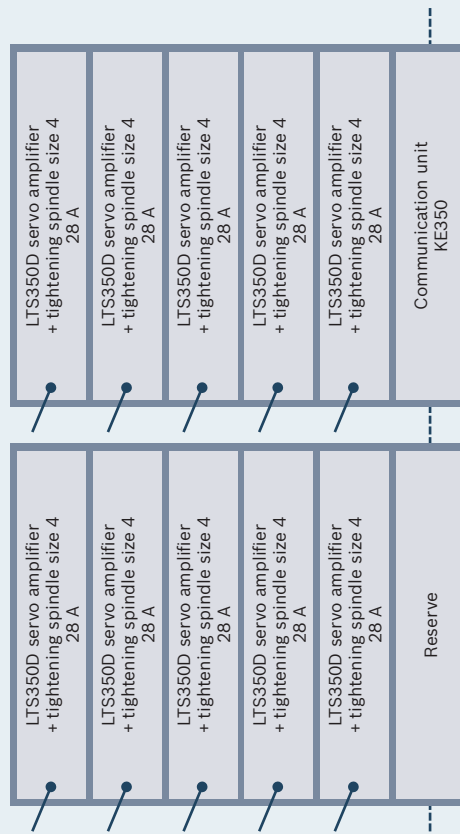 LTS350D servo amplifier
+ tightening spindle size 4
28 A
LTS350D servo amplifier
+ tightening spindle size 4
28 A
LTS350D servo amplifier
+ tightening spindle size 4
28 A
LTS350D servo amplifier
+ tightening spindle size 4
28 A
LTS350D servo amplifier
+ tightening spindle size 4
28 A
Communication unit
KE350
LTS350D servo amplifier
+ tightening spindle size 4
28 A
LTS350D servo amplifier
+ tightening spindle size 4
28 A
LTS350D servo amplifier
+ tightening spindle size 4
28 A
LTS350D servo amplifier
+ tightening spindle size 4
28 A
LTS350D servo amplifier
+ tightening spindle size 4
28 A
Reserve